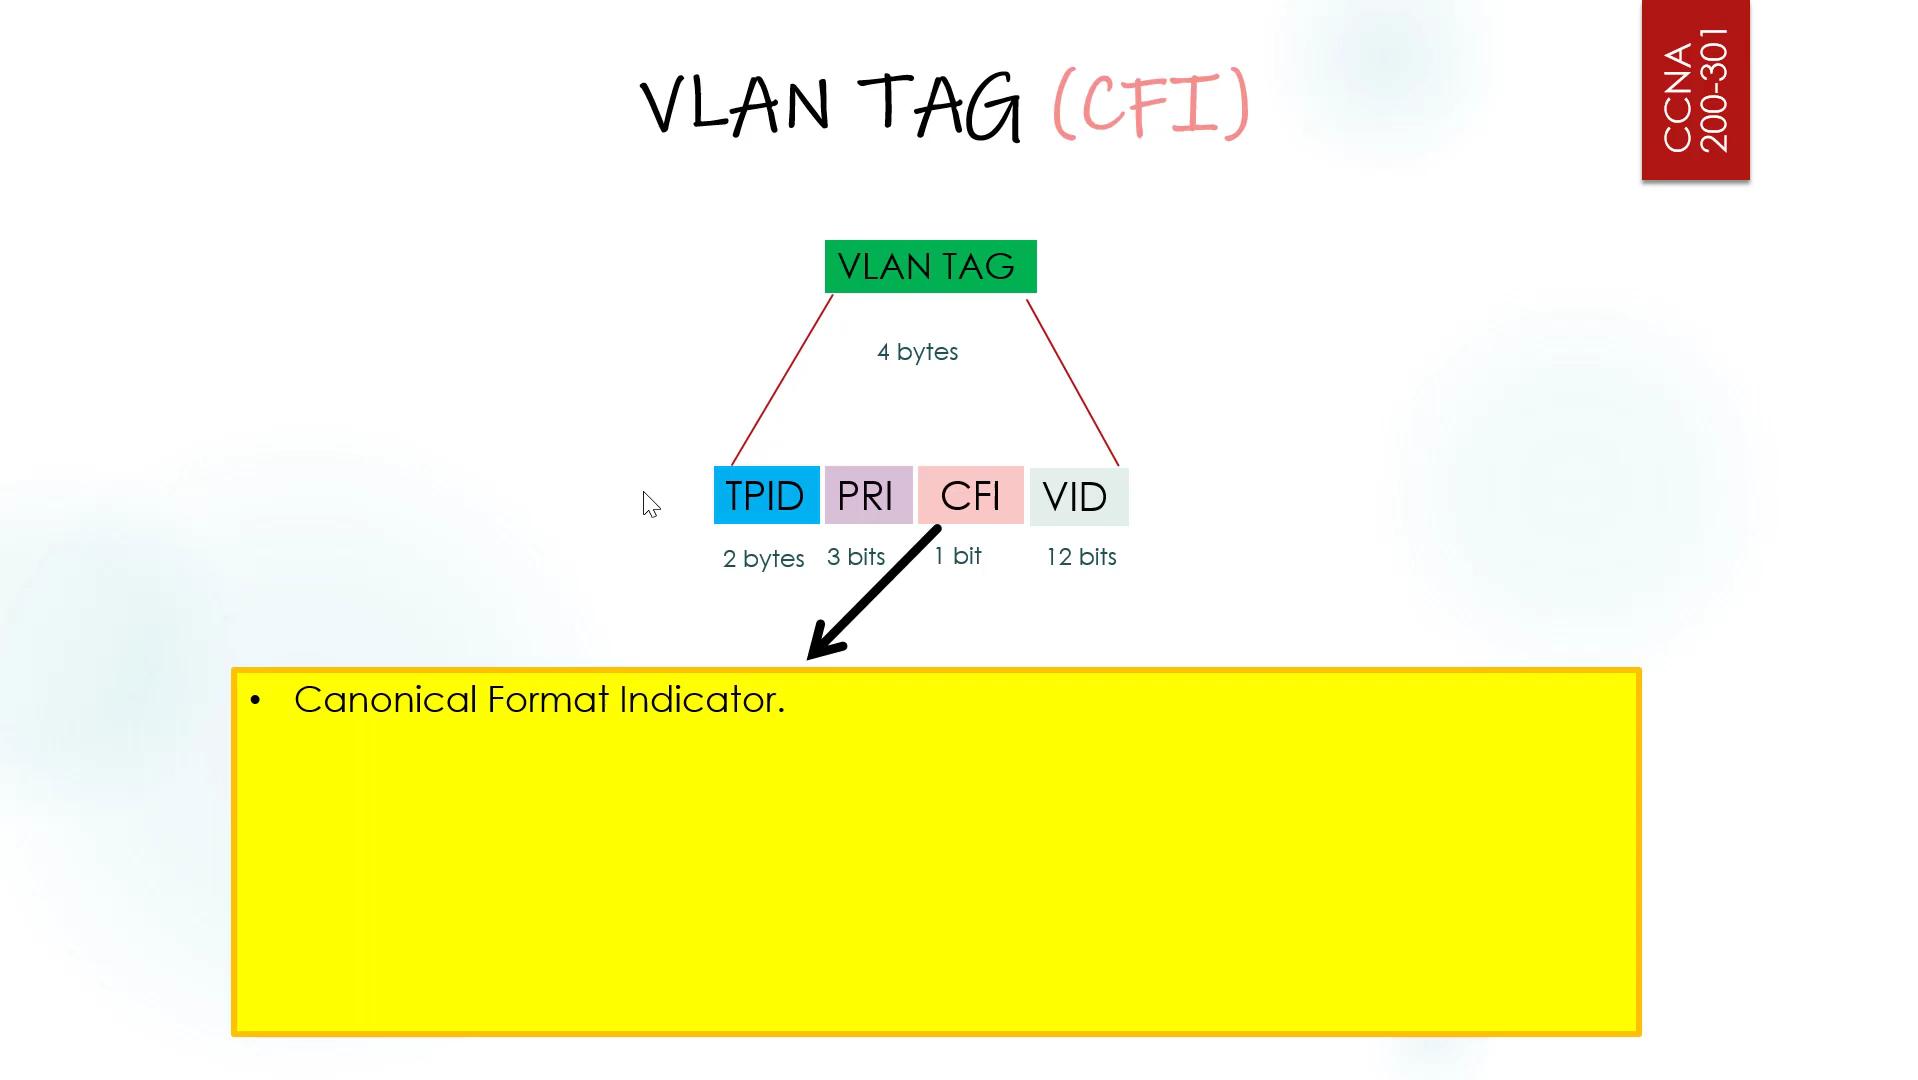 VLAN TAG (CFI)
CCNA
200-301
VLAN TAG
4 bytes
TPID PRI CFI VID
2 bytes 3 bits 1 bit 12 bits
• Canonical Format Indicator.